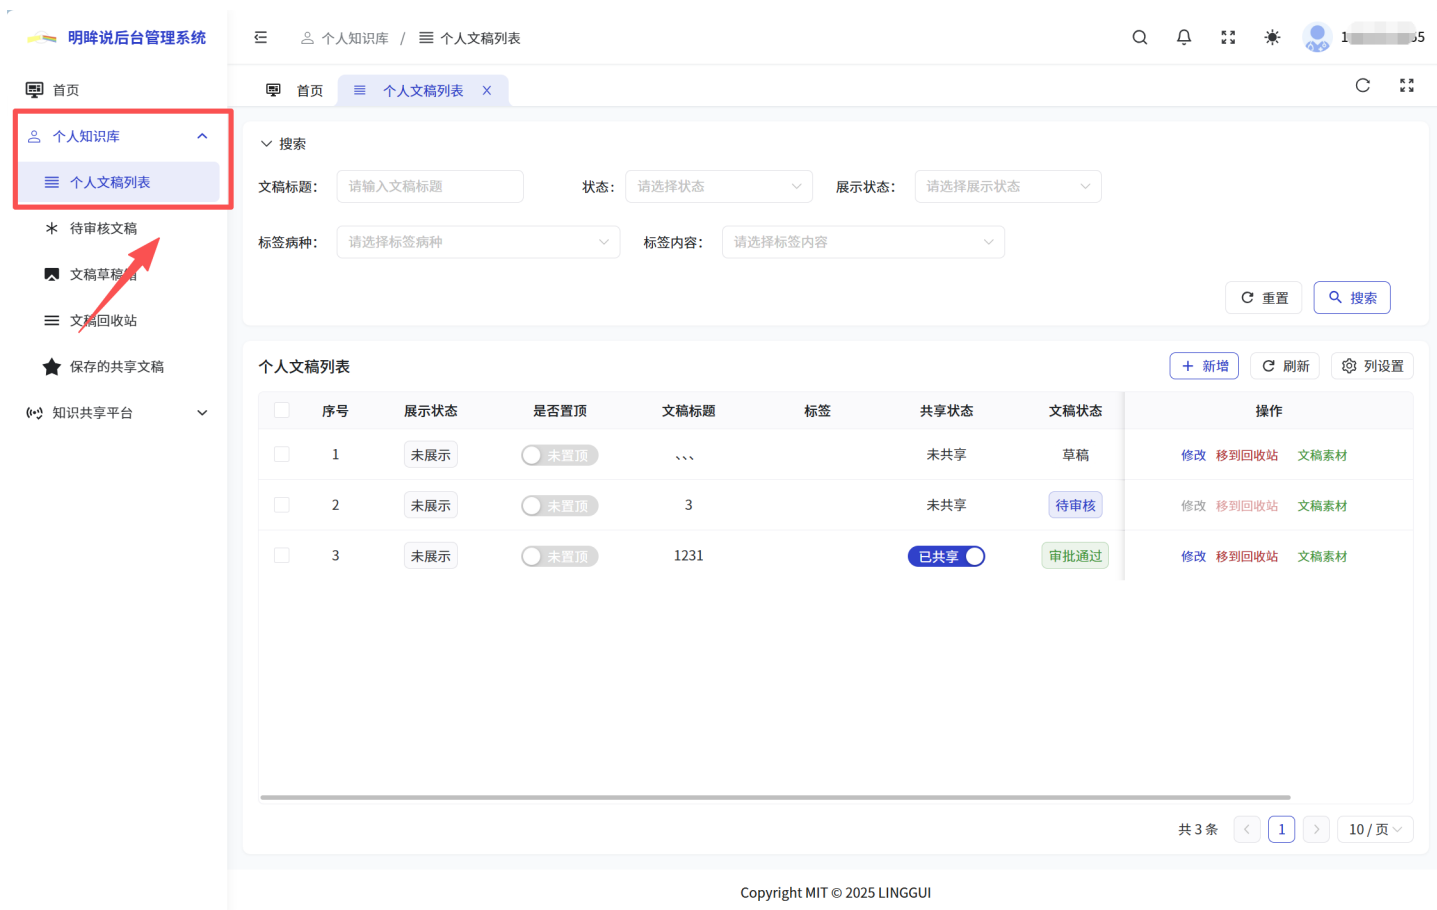 明眸说后台管理系统
个人知识库 / 个人文稿列表
首页
个人知识库
个人文稿列表
待审核文稿
文稿草稿箱
文稿回收站
保存的共享文稿
知识共享平台
首页 个人文稿列表
搜索
文稿标题: 请输入文稿标题 状态: 请选择状态 展示状态: 请选择展示状态
标签病种: 请选择标签病种 标签内容: 请选择标签内容
重置 搜索
个人文稿列表 新增 刷新 列设置
序号 展示状态 是否置顶 文稿标题 标签 共享状态 文稿状态 操作
1 未展示 未置顶 、、、 未共享 草稿 修改 移到回收站 文稿素材
2 未展示 未置顶 3 未共享 待审核 修改 移到回收站 文稿素材
3 未展示 未置顶 1231 已共享 审批通过 修改 移到回收站 文稿素材
共 3 条 1 10 / 页
Copyright MIT © 2025 LINGGUI